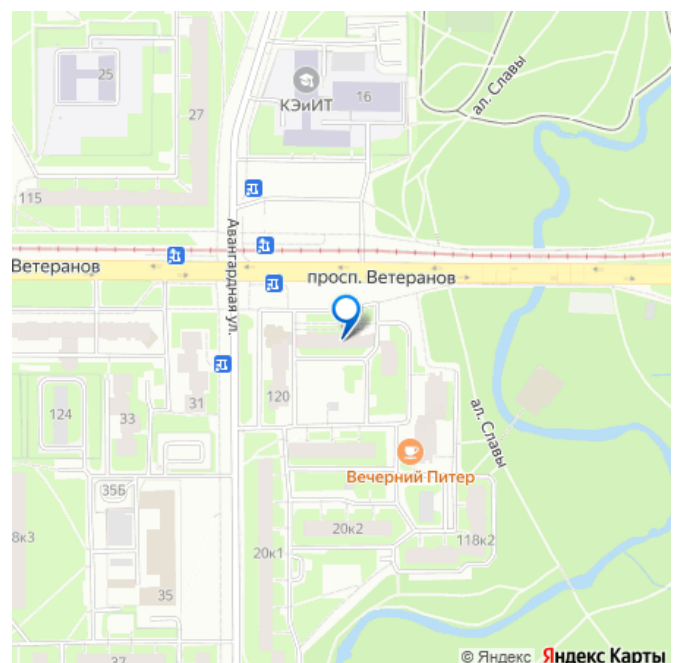 25
16
КЭиИТ
27
ал. Славы
115
Авангардная ул.
Ветеранов
просп. Ветеранов
120
31
33
124
ал. Славы
Вечерний Питер
35Б
20к2
118к2
8к3
20к1
35
37
© Яндекс Яндекс Карты